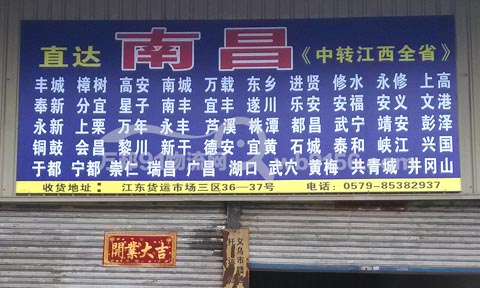 直达 南昌 《中转江西全省》
丰城 樟树 高安 南城 万载 东乡 进贤 修水 永修 上高
奉新 分宜 星子 南丰 宜丰 遂川 乐安 安福 安义 文港
永新 上栗 万年 永丰 芦溪 株潭 都昌 武宁 靖安 彭泽
铜鼓 会昌 黎川 新干 德安 宜黄 石城 泰和 峡江 兴国
于都 宁都 崇仁 瑞昌 广昌 湖口 武穴 黄梅 共青城 井冈山
收货地址：江东货运市场三区36—37号 电话：0579-85382937
開業大吉
义乌市